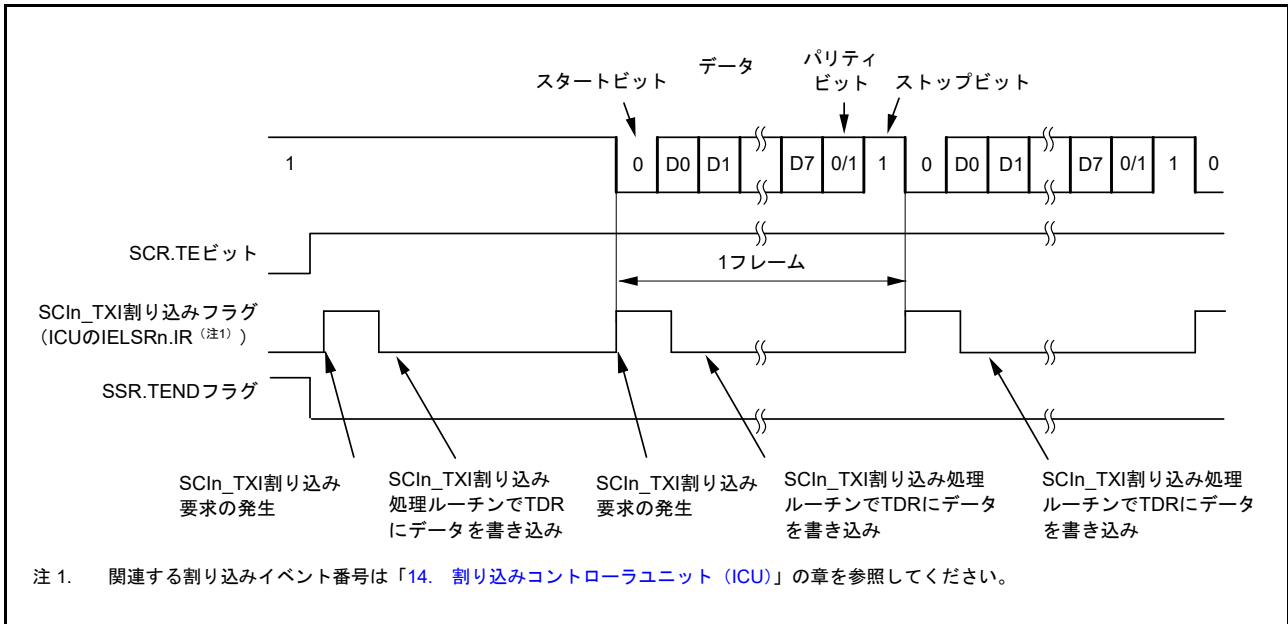 スタートビット
データ
パリティ
ビット
ストップビット
1
0 D0 D1 D7 0/1 1 0 D0 D1 D7 0/1 1 0
SCR.TEビット
1フレーム
SCIn_TXI割り込みフラグ
（ICUのIELSRn.IR（注1））
SSR.TENDフラグ
SCIn_TXI割り込み
要求の発生
SCIn_TXI割り込み
処理ルーチンでTDR
にデータを書き込み
SCIn_TXI割り込み
要求の発生
SCIn_TXI割り込み処理
ルーチンでTDRにデータ
を書き込み
SCIn_TXI割り込み処理
ルーチンでTDRにデータ
を書き込み
注 1. 関連する割り込みイベント番号は「14. 割り込みコントローラユニット（ICU）」の章を参照してください。